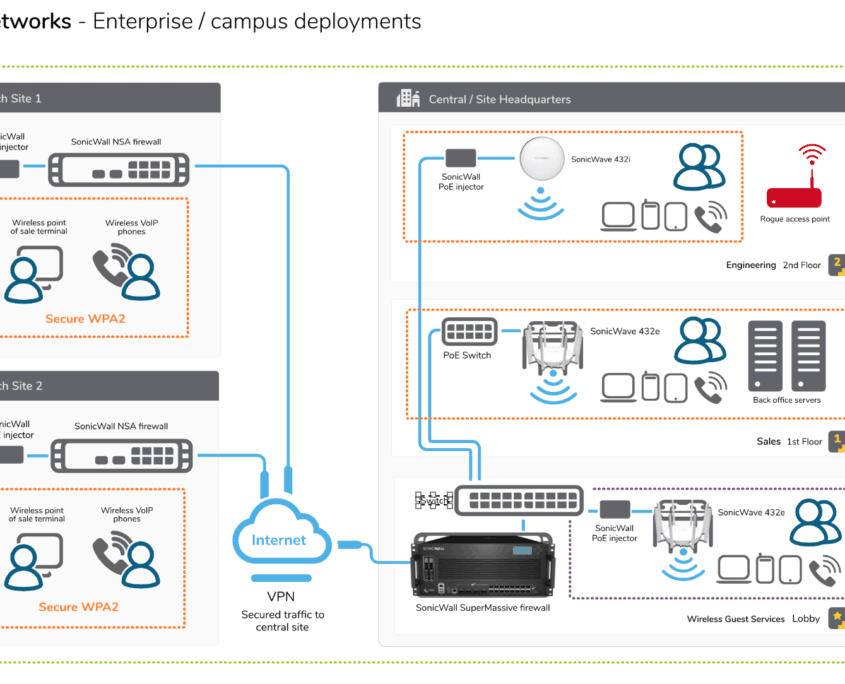 etworks - Enterprise / campus deployments
ch Site 1
icWall
injector
SonicWall NSA firewall
Wireless point
of sale terminal
Wireless VoIP
phones
Secure WPA2
ch Site 2
nicWall
E injector
SonicWall NSA firewall
Wireless point
of sale terminal
Wireless VoIP
phones
Secure WPA2
Internet
VPN
Secured traffic to
central site
Central / Site Headquarters
SonicWall
PoE injector
SonicWave 432i
Rogue access point
Engineering 2nd Floor
2
PoE Switch
SonicWave 432e
Back office servers
Sales 1st Floor
1
Switch
SonicWall
PoE injector
SonicWave 432e
SONICWALL
SonicWall SuperMassive firewall
Wireless Guest Services Lobby